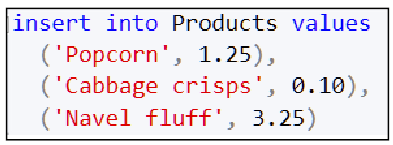 insert into Products values
('Popcorn', 1.25),
('Cabbage crisps', 0.10),
('Navel fluff', 3.25)